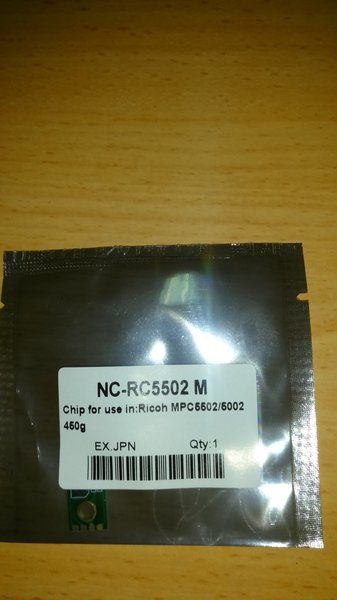 NC-RC5502 M
Chip for use in:Ricoh MPC5502/5002
450g
EX.JPN Qty:1